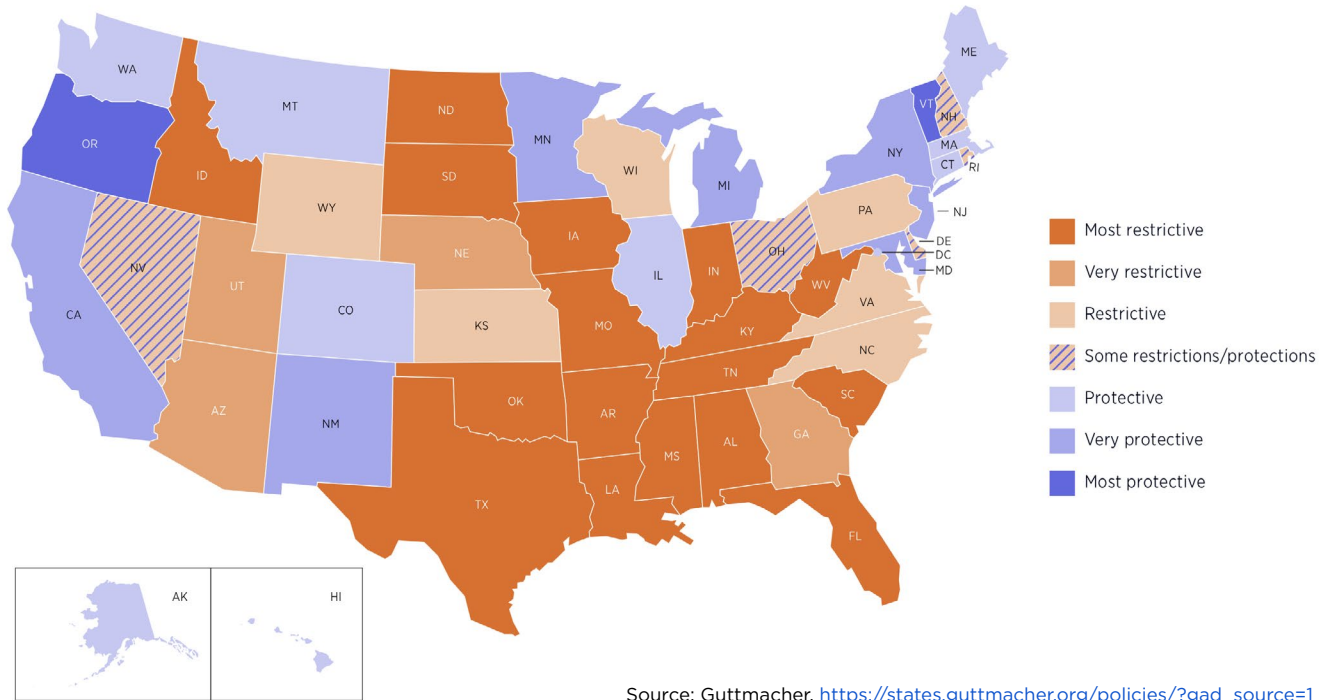 ME
WA
MT
ND
VT
NH
MN
OR
NY
MA
ID
SD
WI
CT
RI
MI
WY
PA
NJ
IA
NE
DE
OH
DC
NV
IN
MD
IL
UT
WV
CO
VA
CA
KS
MO
KY
NC
TN
OK
SC
AZ
AR
NM
GA
AL
MS
LA
TX
FL
AK
HI
Most restrictive
Very restrictive
Restrictive
Some restrictions/protections
Protective
Very protective
Most protective
Source: Guttmacher, https://states.guttmacher.org/policies/?gad_source=1